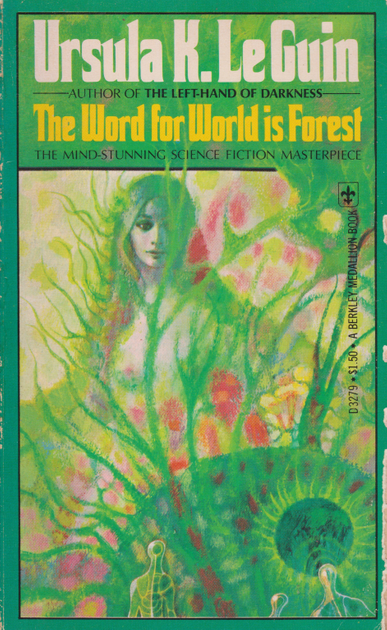 Ursula K. Le Guin
AUTHOR OF THE LEFT-HAND OF DARKNESS
The Word for World is Forest
THE MIND-STUNNING SCIENCE FICTION MASTERPIECE
D3279 • $1.50 • A BERKLEY MEDALLION BOOK